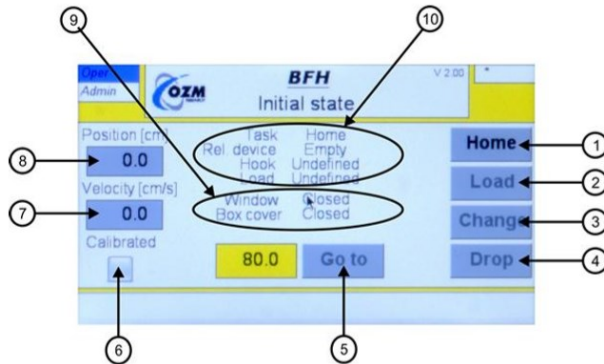 9
10
Oper
Admin
OZM
BFH
V 2.00
Initial state
Position [cm]
0.0
Velocity [cm/s]
0.0
Calibrated
Task Home
Rel. device Empty
Hook Undefined
Load Undefined
Window Closed
Box cover Closed
80.0
Go to
Home
Load
Change
Drop
1
2
3
4
5
6
7
8